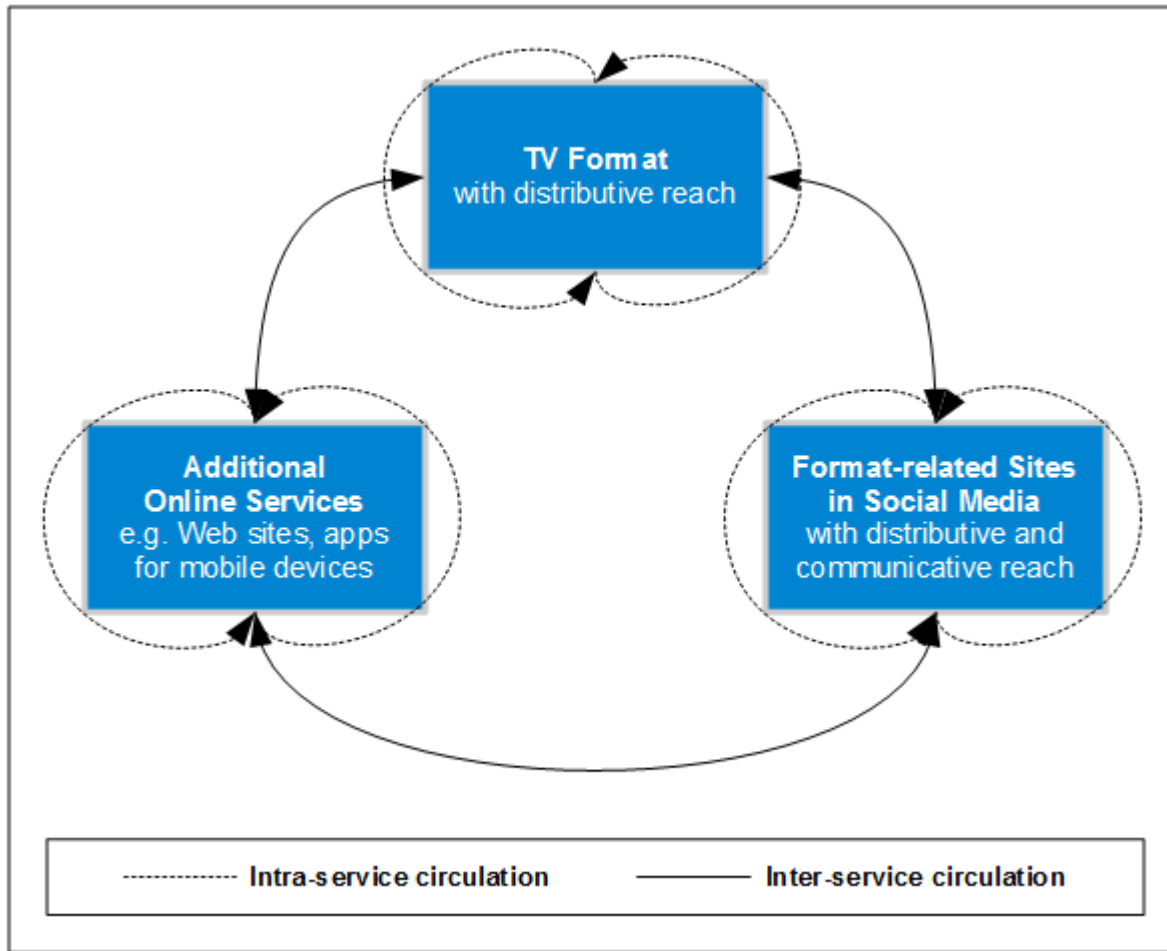 TV Format
with distributive reach
Additional
Online Services
e.g. Web sites, apps
for mobile devices
Format-related Sites
in Social Media
with distributive and
communicative reach
Intra-service circulation
Inter-service circulation